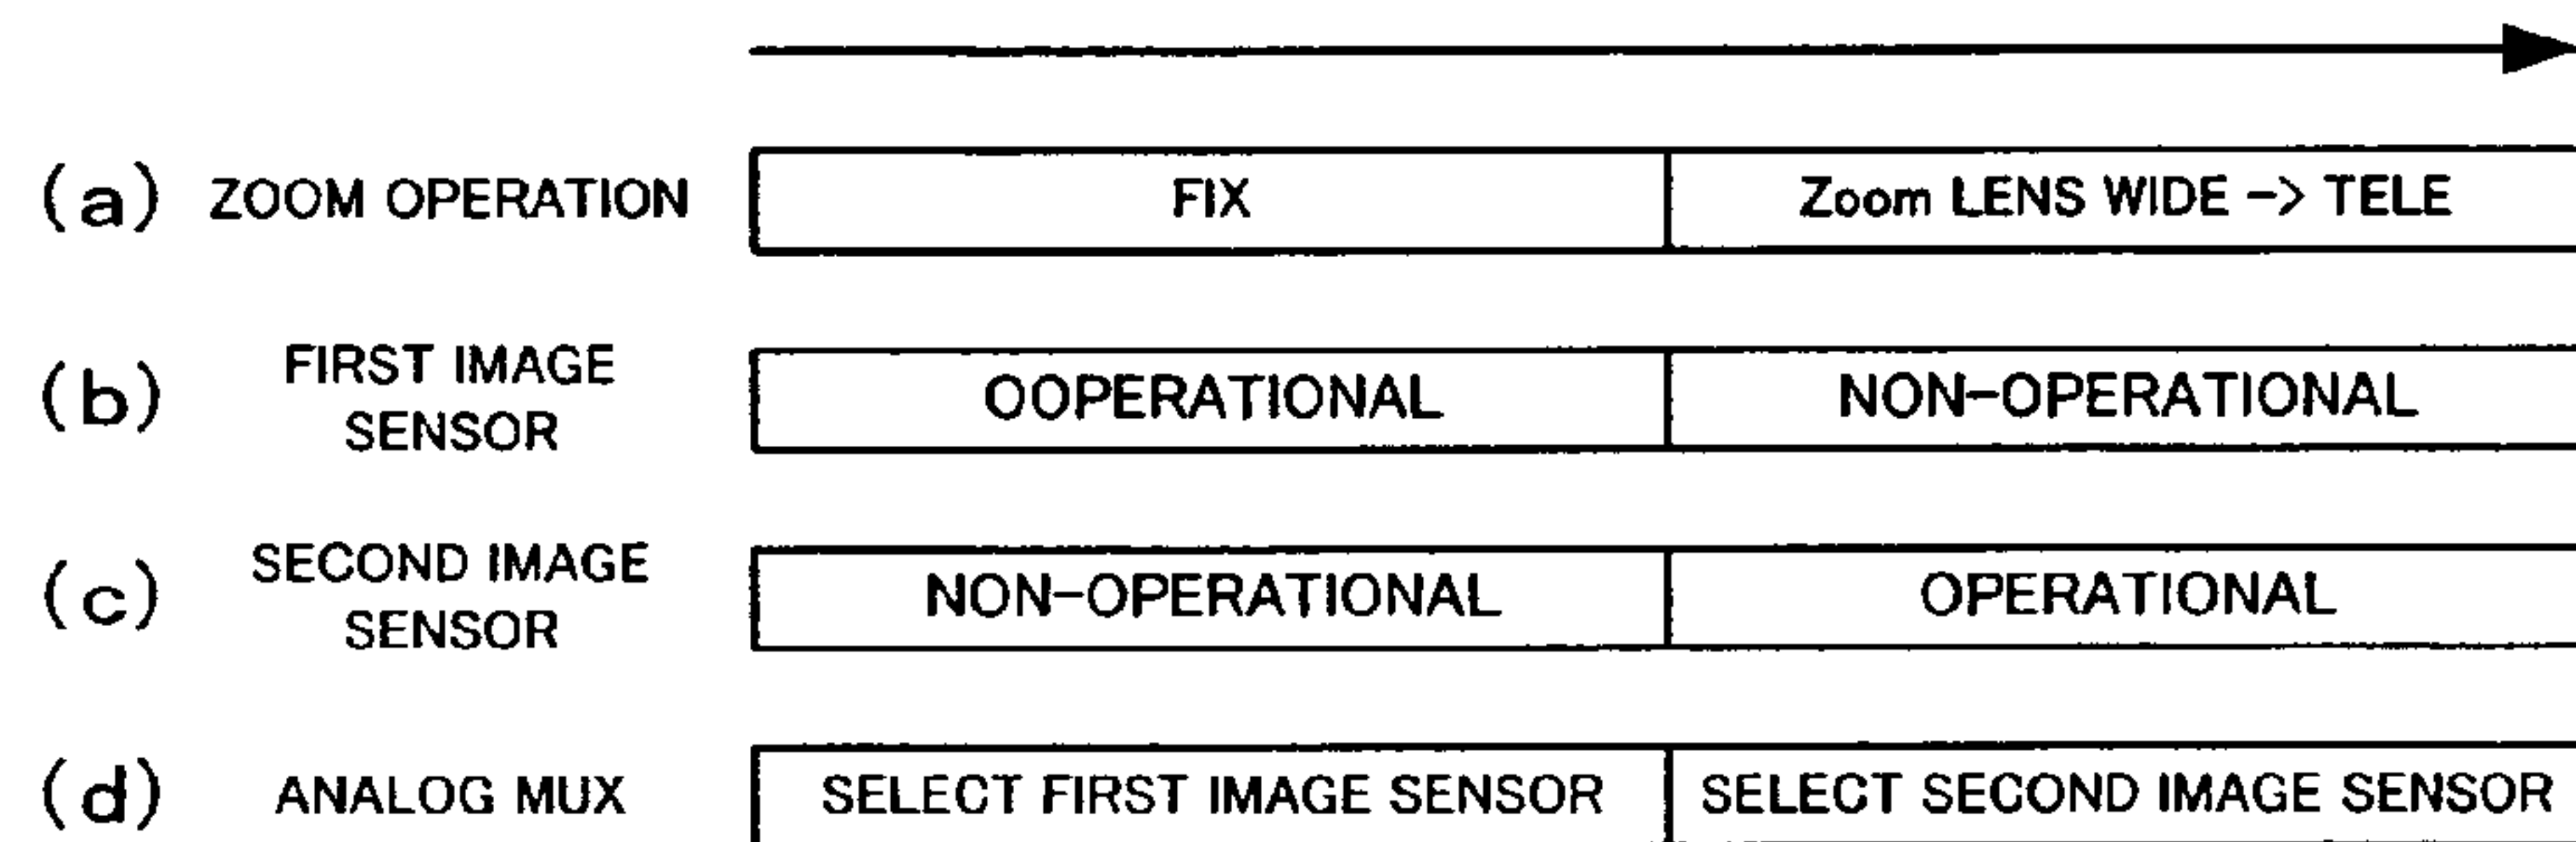 (a) ZOOM OPERATION FIX Zoom LENS WIDE -> TELE
(b) FIRST IMAGE SENSOR OOPERATIONAL NON-OPERATIONAL
(c) SECOND IMAGE SENSOR NON-OPERATIONAL OPERATIONAL
(d) ANALOG MUX SELECT FIRST IMAGE SENSOR SELECT SECOND IMAGE SENSOR